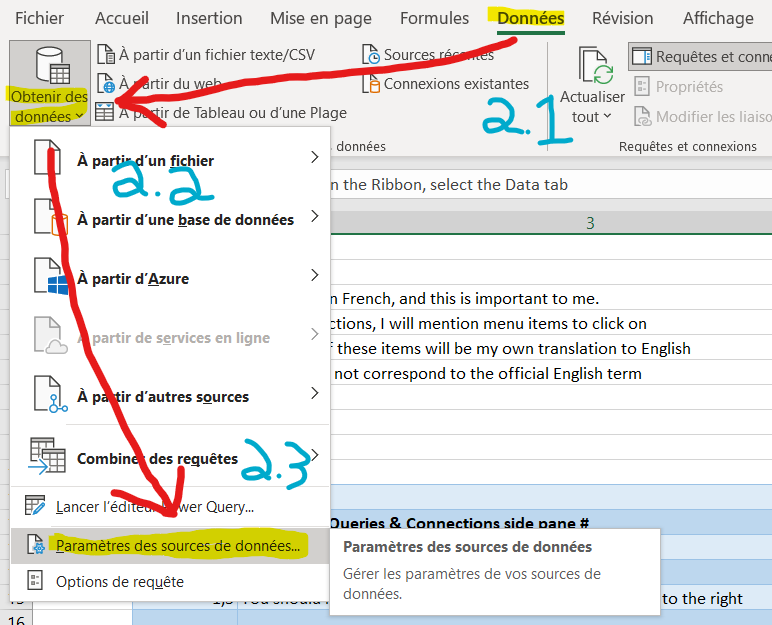 Fichier Accueil Insertion Mise en page Formules Données Révision Affichage
Obtenir des
données
À partir d'un fichier texte/CSV
À partir du web
À partir de Tableau ou d'une Plage
Sources récentes
Connexions existantes
données
Actualiser
tout
Requêtes et conne
Propriétés
Modifier les liaiso
Requêtes et connexions
2.1
À partir d'un fichier
2.2
À partir d'une base de données
À partir d'Azure
À partir de services en ligne
À partir d'autres sources
Combiner des requêtes
2.3
Lancer l'éditeur Power Query...
Paramètres des sources de données...
Options de requête
n the Ribbon, select the Data tab
3
n French, and this is important to me.
ctions, I will mention menu items to click on
f these items will be my own translation to English
not correspond to the official English term
Queries & Connections side pane #
Paramètres des sources de données
Gérer les paramètres de vos sources de
données.
to the right
16